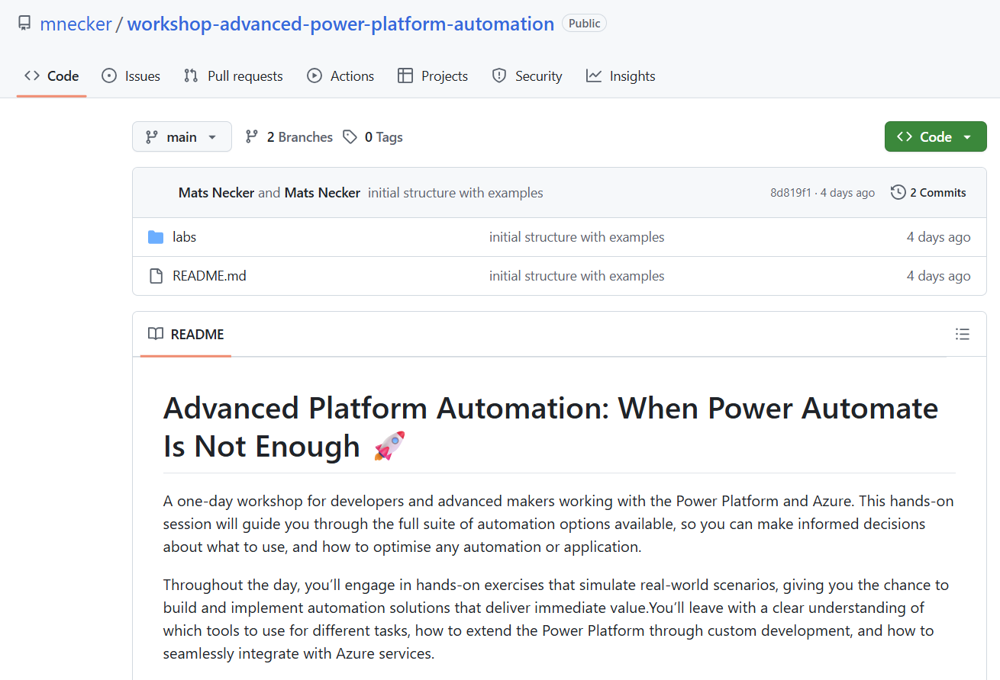 mnecker / workshop-advanced-power-platform-automation Public
Code Issues Pull requests Actions Projects Security Insights
main 2 Branches 0 Tags Code
Mats Necker and Mats Necker initial structure with examples 8d819f1 · 4 days ago 2 Commits
labs initial structure with examples 4 days ago
README.md initial structure with examples 4 days ago
README
Advanced Platform Automation: When Power Automate
Is Not Enough 🚀
A one-day workshop for developers and advanced makers working with the Power Platform and Azure. This hands-on
session will guide you through the full suite of automation options available, so you can make informed decisions
about what to use, and how to optimise any automation or application.
Throughout the day, you’ll engage in hands-on exercises that simulate real-world scenarios, giving you the chance to
build and implement automation solutions that deliver immediate value.You’ll leave with a clear understanding of
which tools to use for different tasks, how to extend the Power Platform through custom development, and how to
seamlessly integrate with Azure services.